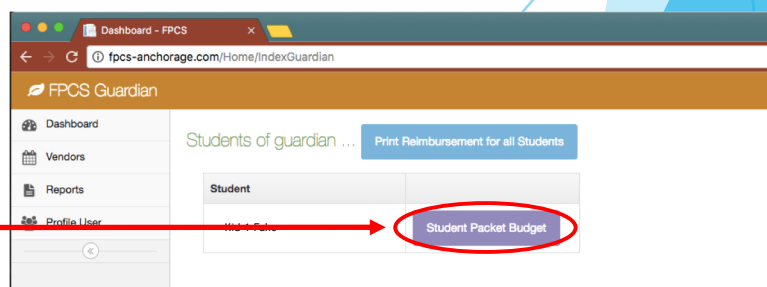 Dashboard - FPCS
fpcs-anchorage.com/Home/IndexGuardian
FPCS Guardian
Dashboard
Vendors
Reports
Profile User
Students of guardian ...
Print Reimbursement for all Students
Student
Student Packet Budget